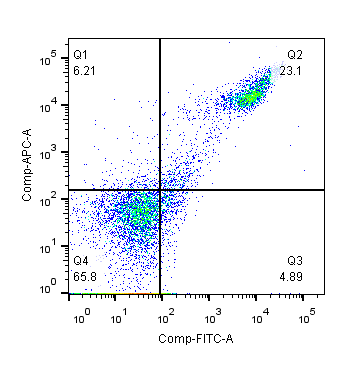 Q1
6.21
Q2
23.1
10^5
10^4
10^3
10^2
10^1
10^0
Comp-APC-A
Q4
65.8
Q3
4.89
10^0 10^1 10^2 10^3 10^4 10^5
Comp-FITC-A